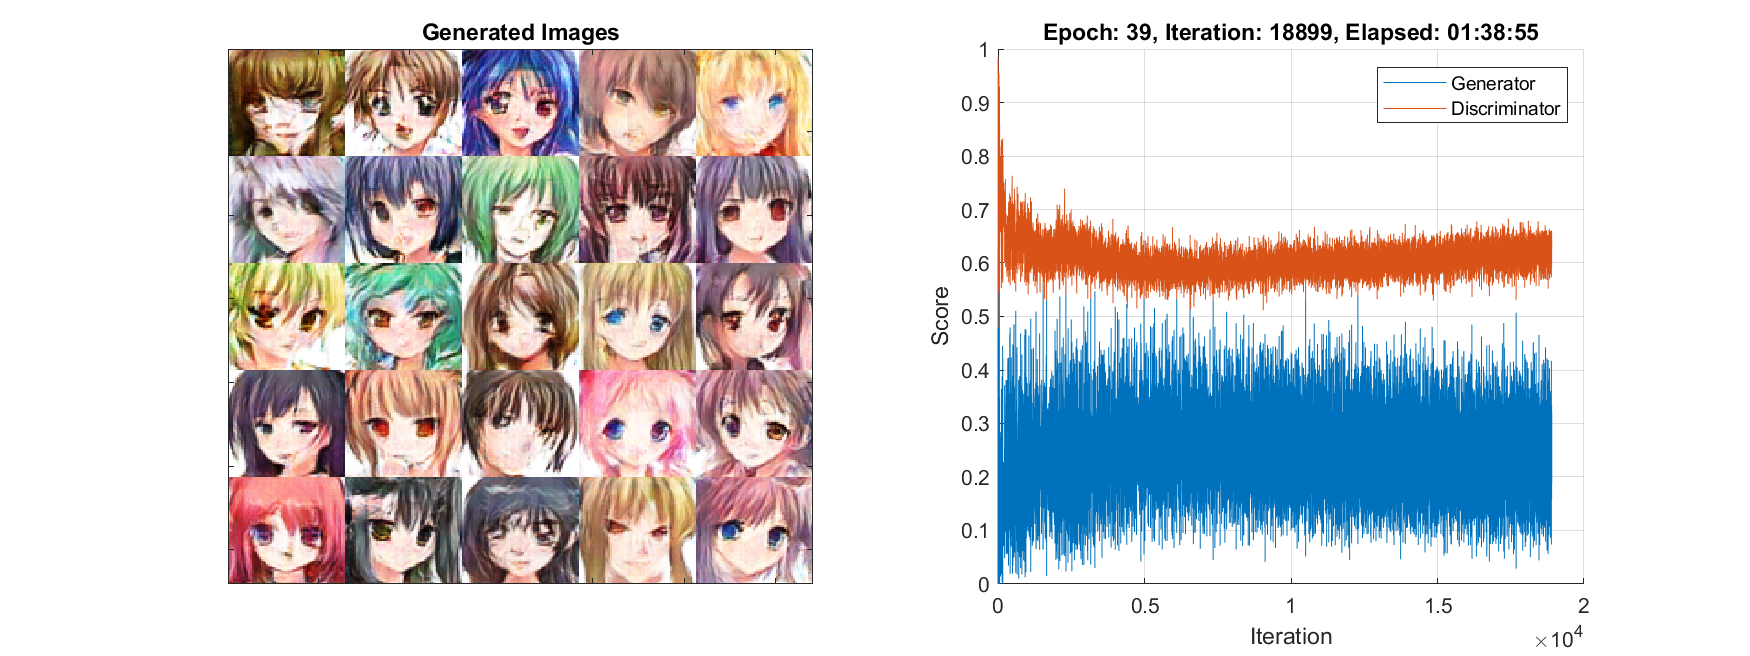 Generated Images
Epoch: 39, Iteration: 18899, Elapsed: 01:38:55
1
0.9
0.8
0.7
0.6
0.5
0.4
0.3
0.2
0.1
0
Score
Generator
Discriminator
0
0.5
1
1.5
2
Iteration
×10⁴